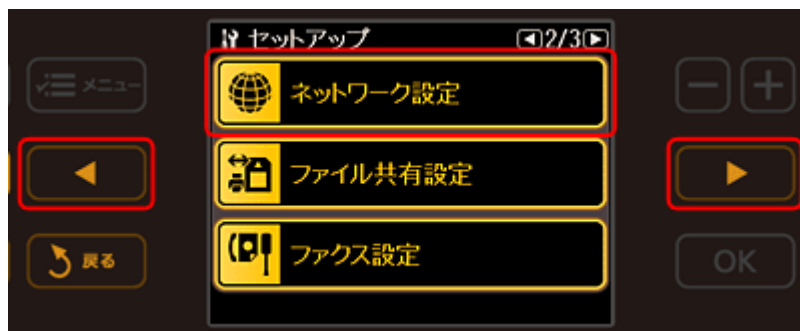 セットアップ
◀2/3▶
メニュー
ネットワーク設定
ファイル共有設定
戻る
ファクス設定
OK